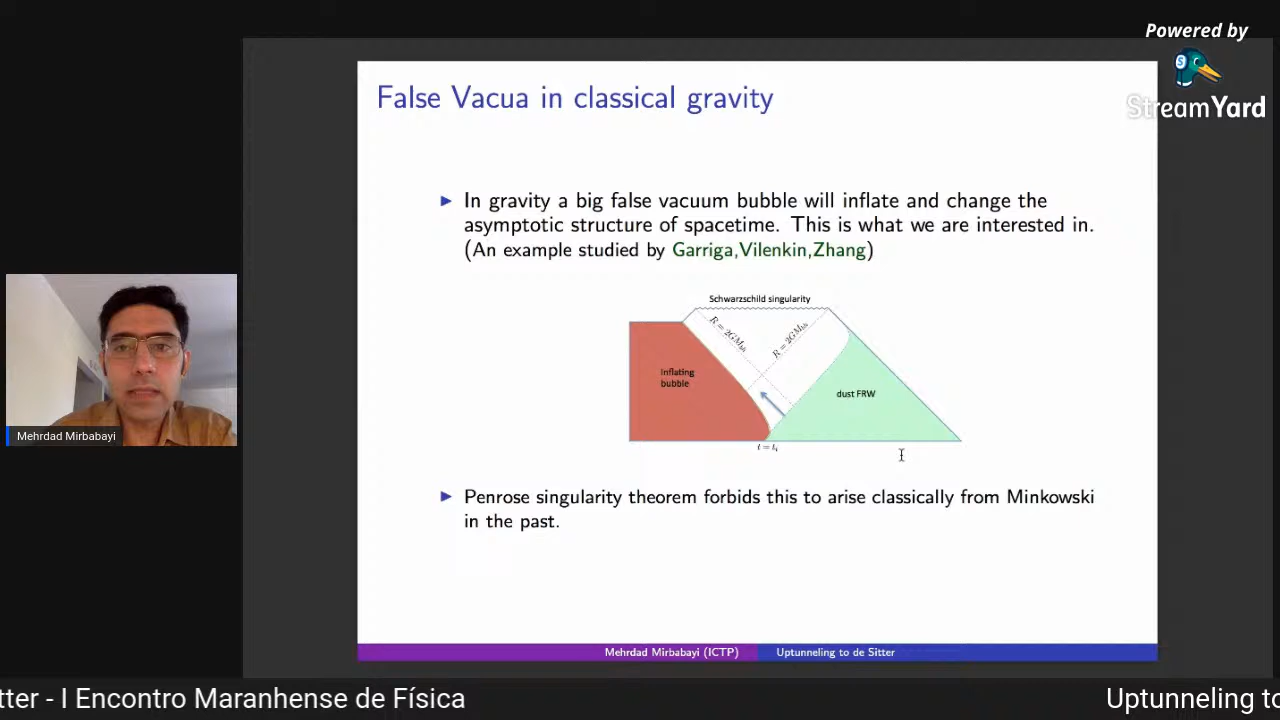 Powered by
StreamYard
False Vacua in classical gravity
In gravity a big false vacuum bubble will inflate and change the
asymptotic structure of spacetime. This is what we are interested in.
(An example studied by Garriga,Vilenkin,Zhang)
Schwarzschild singularity
R = 2GM_bh
R = 2GM_bh
Inflating
bubble
dust FRW
t = t_i
Penrose singularity theorem forbids this to arise classically from Minkowski
in the past.
Mehrdad Mirbabayi
Mehrdad Mirbabayi (ICTP)
Uptunneling to de Sitter
tter - I Encontro Maranhense de Física
Uptunneling to